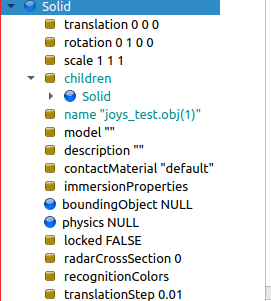 Solid
translation 0 0 0
rotation 0 1 0 0
scale 1 1 1
children
Solid
name "joys_test.obj(1)"
model ""
description ""
contactMaterial "default"
immersionProperties
boundingObject NULL
physics NULL
locked FALSE
radarCrossSection 0
recognitionColors
translationStep 0.01